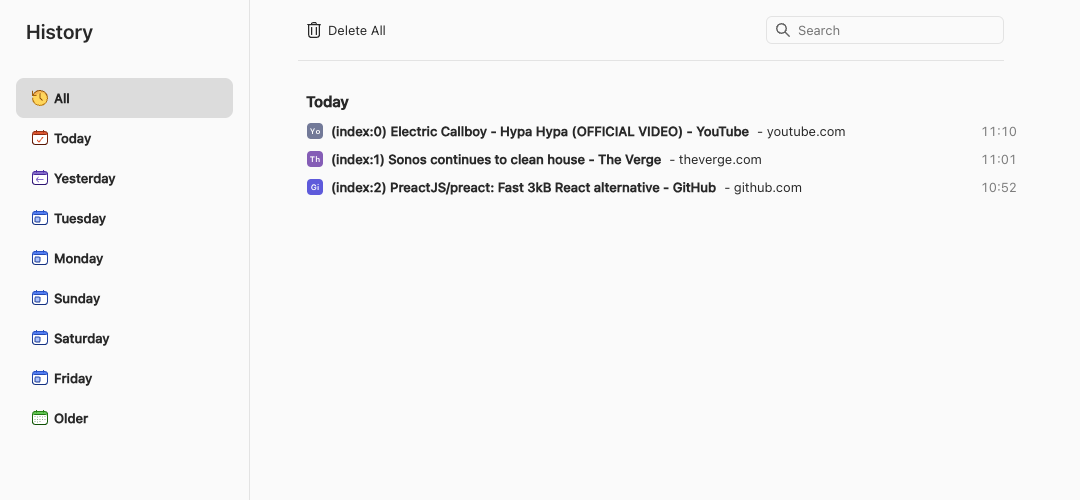 History
All
Today
Yesterday
Tuesday
Monday
Sunday
Saturday
Friday
Older
Delete All
Search
Today
Yo (index:0) Electric Callboy - Hypa Hypa (OFFICIAL VIDEO) - YouTube - youtube.com 11:10
Th (index:1) Sonos continues to clean house - The Verge - theverge.com 11:01
Gi (index:2) PreactJS/preact: Fast 3kB React alternative - GitHub - github.com 10:52